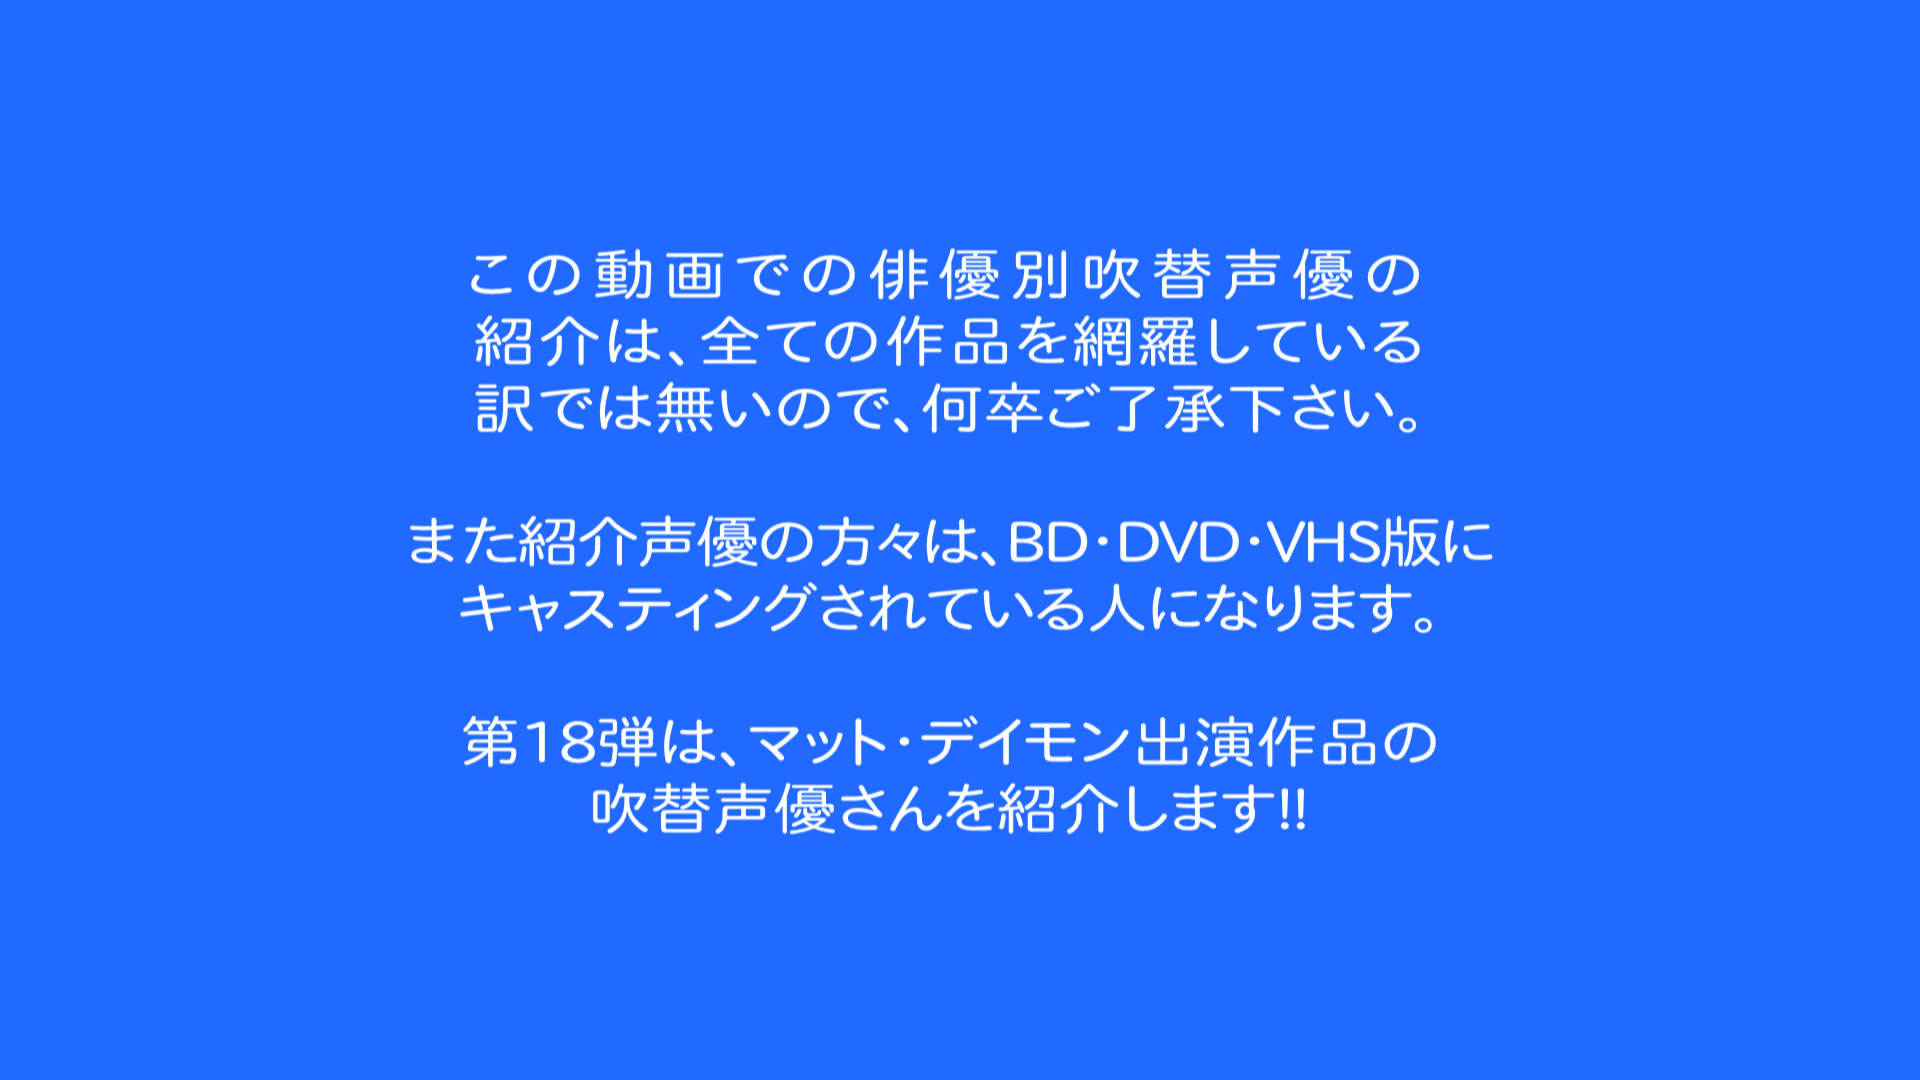 この動画での俳優別吹替声優の
紹介は、全ての作品を網羅している
訳では無いので、何卒ご了承下さい。
また紹介声優の方々は、BD・DVD・VHS版に
キャスティングされている人になります。
第18弾は、マット・デイモン出演作品の
吹替声優さんを紹介します!!